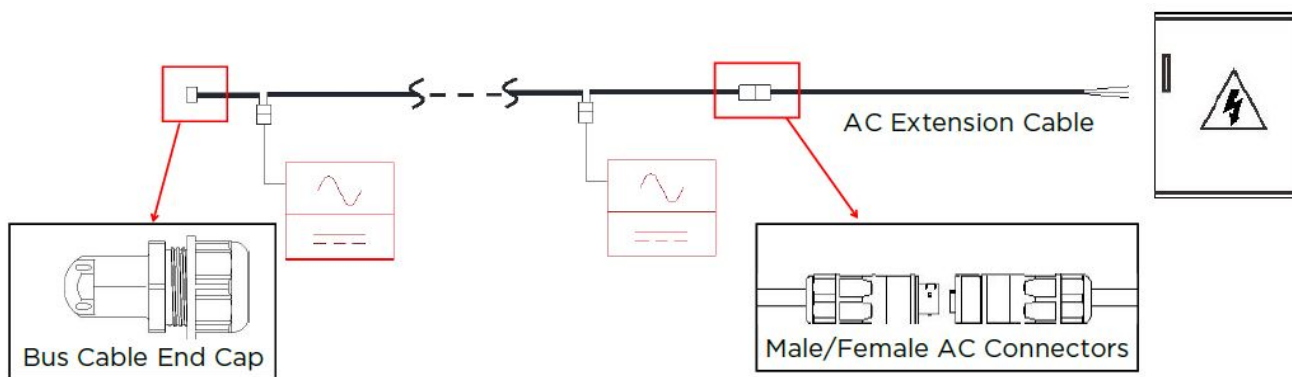 AC Extension Cable
Bus Cable End Cap
Male/Female AC Connectors